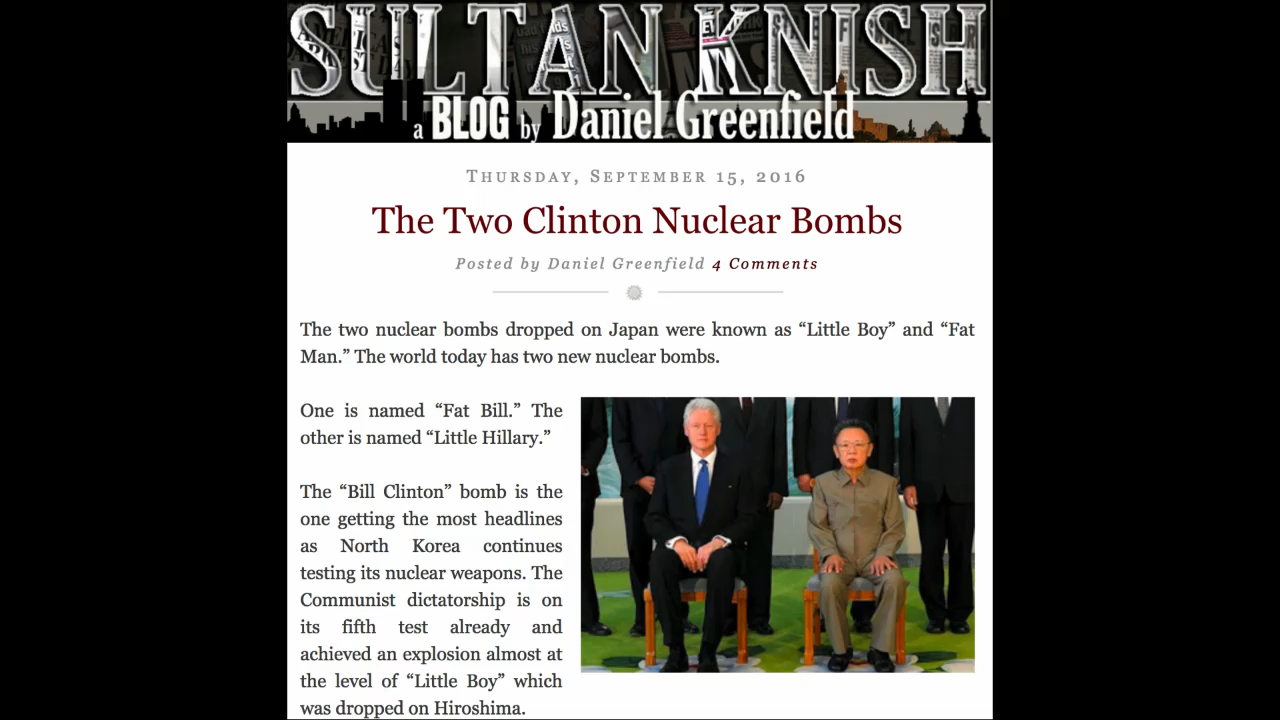 SULTAN KNISH
a BLOG by Daniel Greenfield
THURSDAY, SEPTEMBER 15, 2016
The Two Clinton Nuclear Bombs
Posted by Daniel Greenfield 4 Comments
The two nuclear bombs dropped on Japan were known as “Little Boy” and “Fat
Man.” The world today has two new nuclear bombs.
One is named “Fat Bill.” The
other is named “Little Hillary.”
The “Bill Clinton” bomb is the
one getting the most headlines
as North Korea continues
testing its nuclear weapons. The
Communist dictatorship is on
its fifth test already and
achieved an explosion almost at
the level of “Little Boy” which
was dropped on Hiroshima.